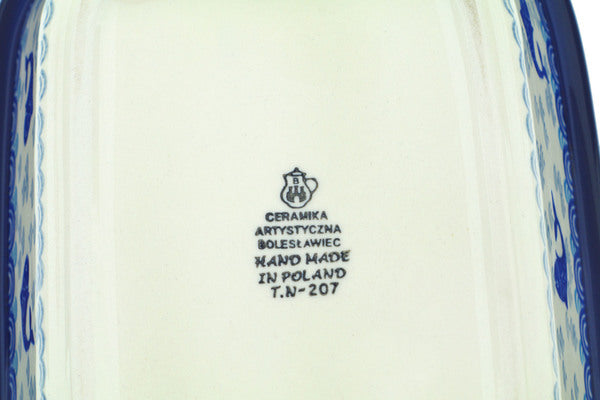 B
CERAMIKA
ARTYSTYCZNA
BOLESŁAWIEC
HAND MADE
IN POLAND
T.N-207